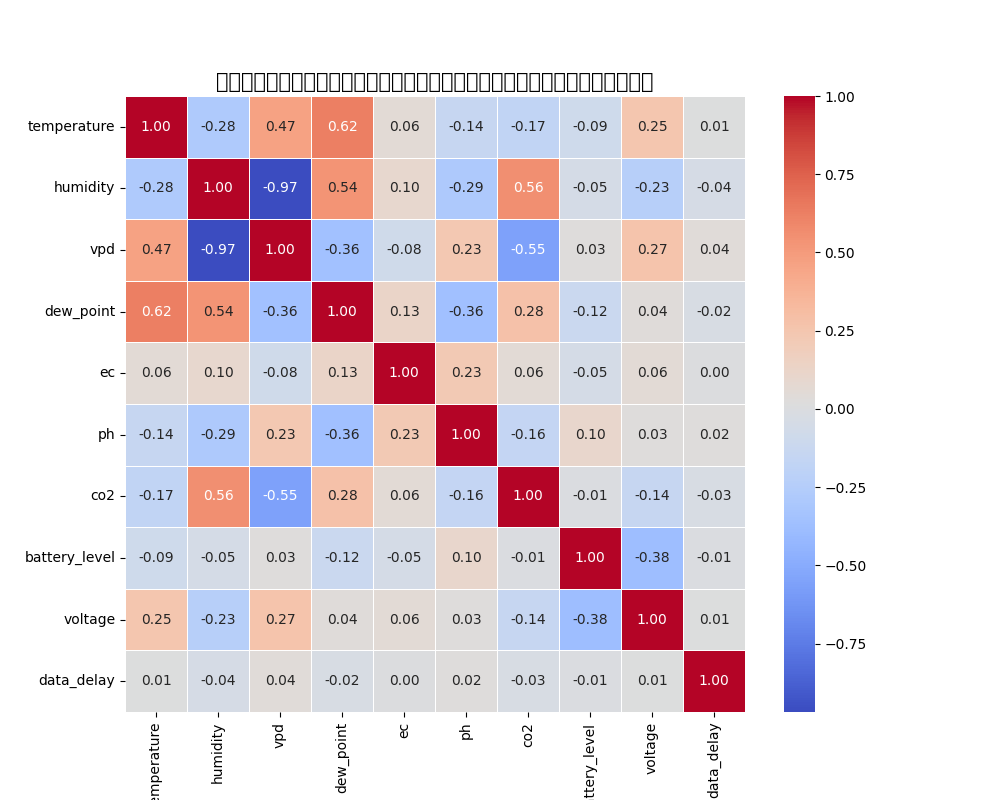 temperature 1.00 -0.28 0.47 0.62 0.06 -0.14 -0.17 -0.09 0.25 0.01
humidity -0.28 1.00 -0.97 0.54 0.10 -0.29 0.56 -0.05 -0.23 -0.04
vpd 0.47 -0.97 1.00 -0.36 -0.08 0.23 -0.55 0.03 0.27 0.04
dew_point 0.62 0.54 -0.36 1.00 0.13 -0.36 0.28 -0.12 0.04 -0.02
ec 0.06 0.10 -0.08 0.13 1.00 0.23 0.06 -0.05 0.06 0.00
ph -0.14 -0.29 0.23 -0.36 0.23 1.00 -0.16 0.10 0.03 0.02
co2 -0.17 0.56 -0.55 0.28 0.06 -0.16 1.00 -0.01 -0.14 -0.03
battery_level -0.09 -0.05 0.03 -0.12 -0.05 0.10 -0.01 1.00 -0.38 -0.01
voltage 0.25 -0.23 0.27 0.04 0.06 0.03 -0.14 -0.38 1.00 0.01
data_delay 0.01 -0.04 0.04 -0.02 0.00 0.02 -0.03 -0.01 0.01 1.00
emperature
humidity
vpd
dew_point
ec
ph
co2
ttery_level
voltage
data_delay
1.00
0.75
0.50
0.25
0.00
−0.25
−0.50
−0.75